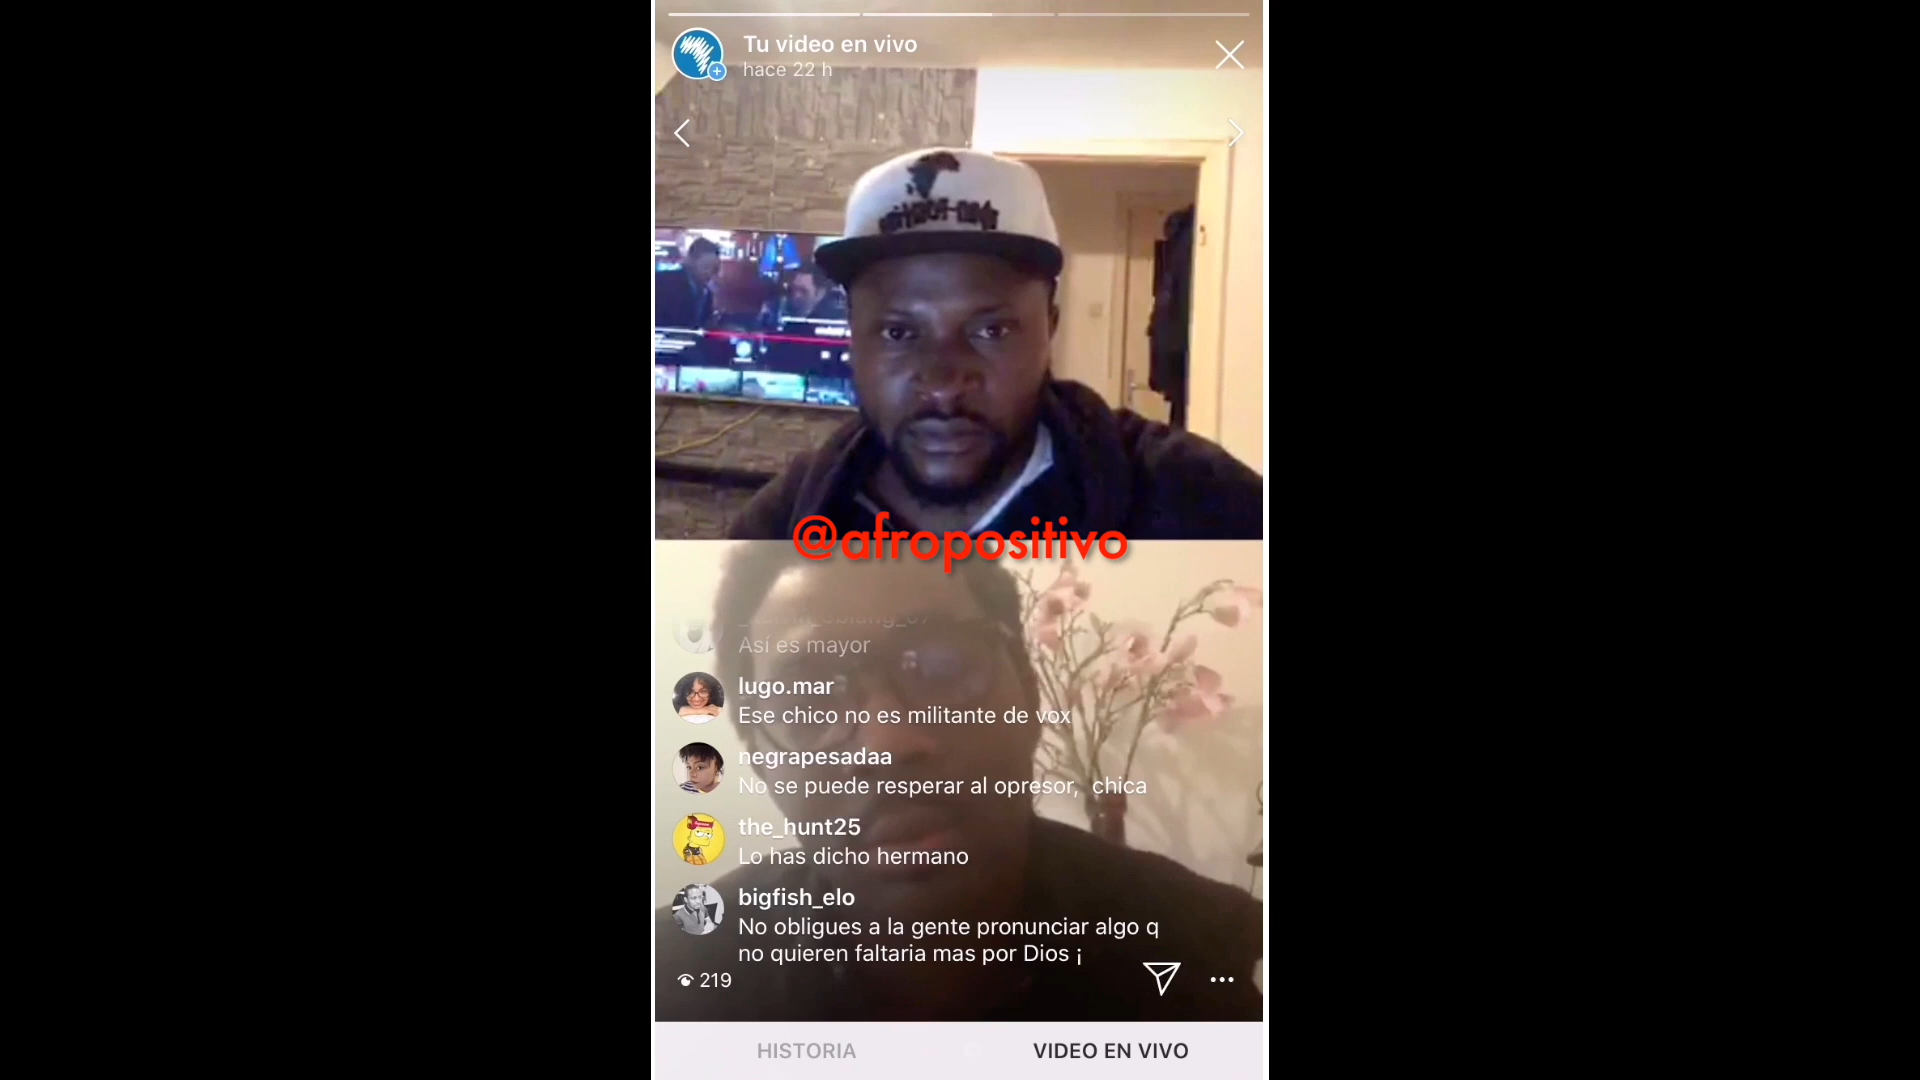 Tu video en vivo
hace 22 h
@afropositivo
Así es mayor
lugo.mar
Ese chico no es militante de vox
negrapesadaa
No se puede resperar al opresor, chica
the_hunt25
Lo has dicho hermano
bigfish_elo
No obligues a la gente pronunciar algo q
no quieren faltaria mas por Dios ¡
219
HISTORIA
VIDEO EN VIVO